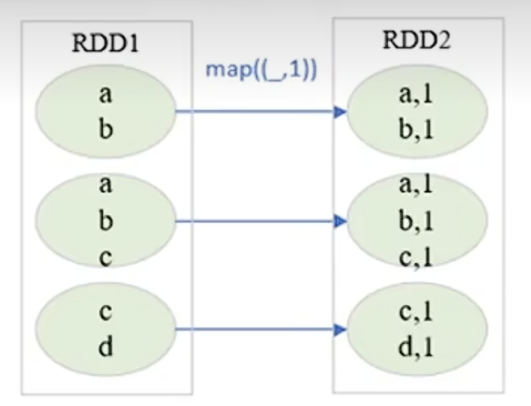 RDD1
a
b
a
b
c
c
d
map((_,1))
RDD2
a,1
b,1
a,1
b,1
c,1
c,1
d,1